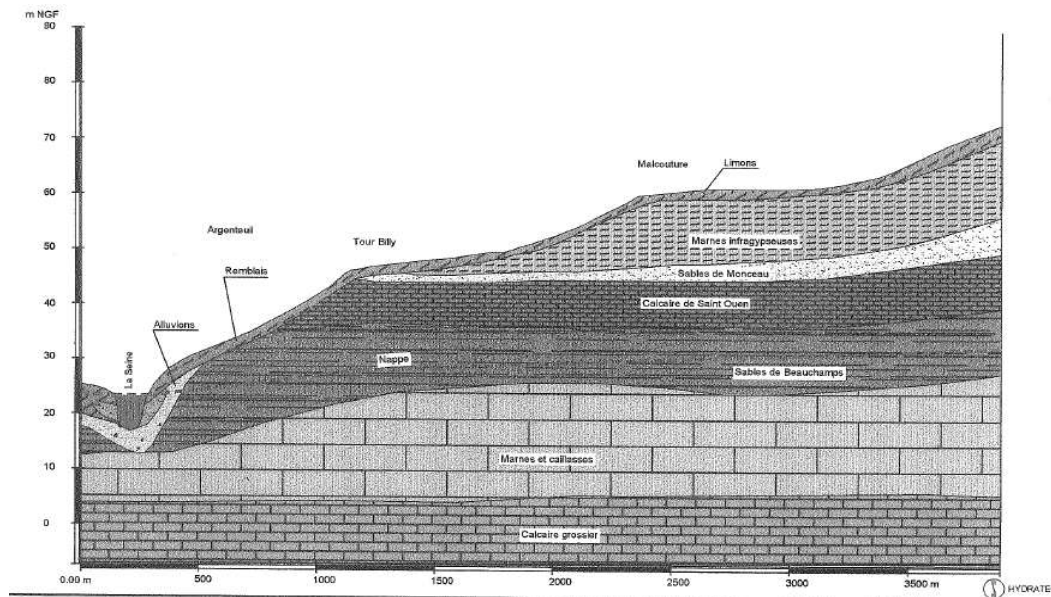 m NGF
90
80
70
60
50
40
30
20
10
0
Malcouture
Limons
Argenteuil
Tour Billy
Marnes infragypseuses
Remblais
Sables de Monceau
Calcaire de Saint Ouen
Alluvions
La Seine
Nappe
Sables de Beauchamps
Marnes et caillasses
Calcaire grossier
0.00 m
500
1000
1500
2000
2500
3000
3500 m
HYDRATE